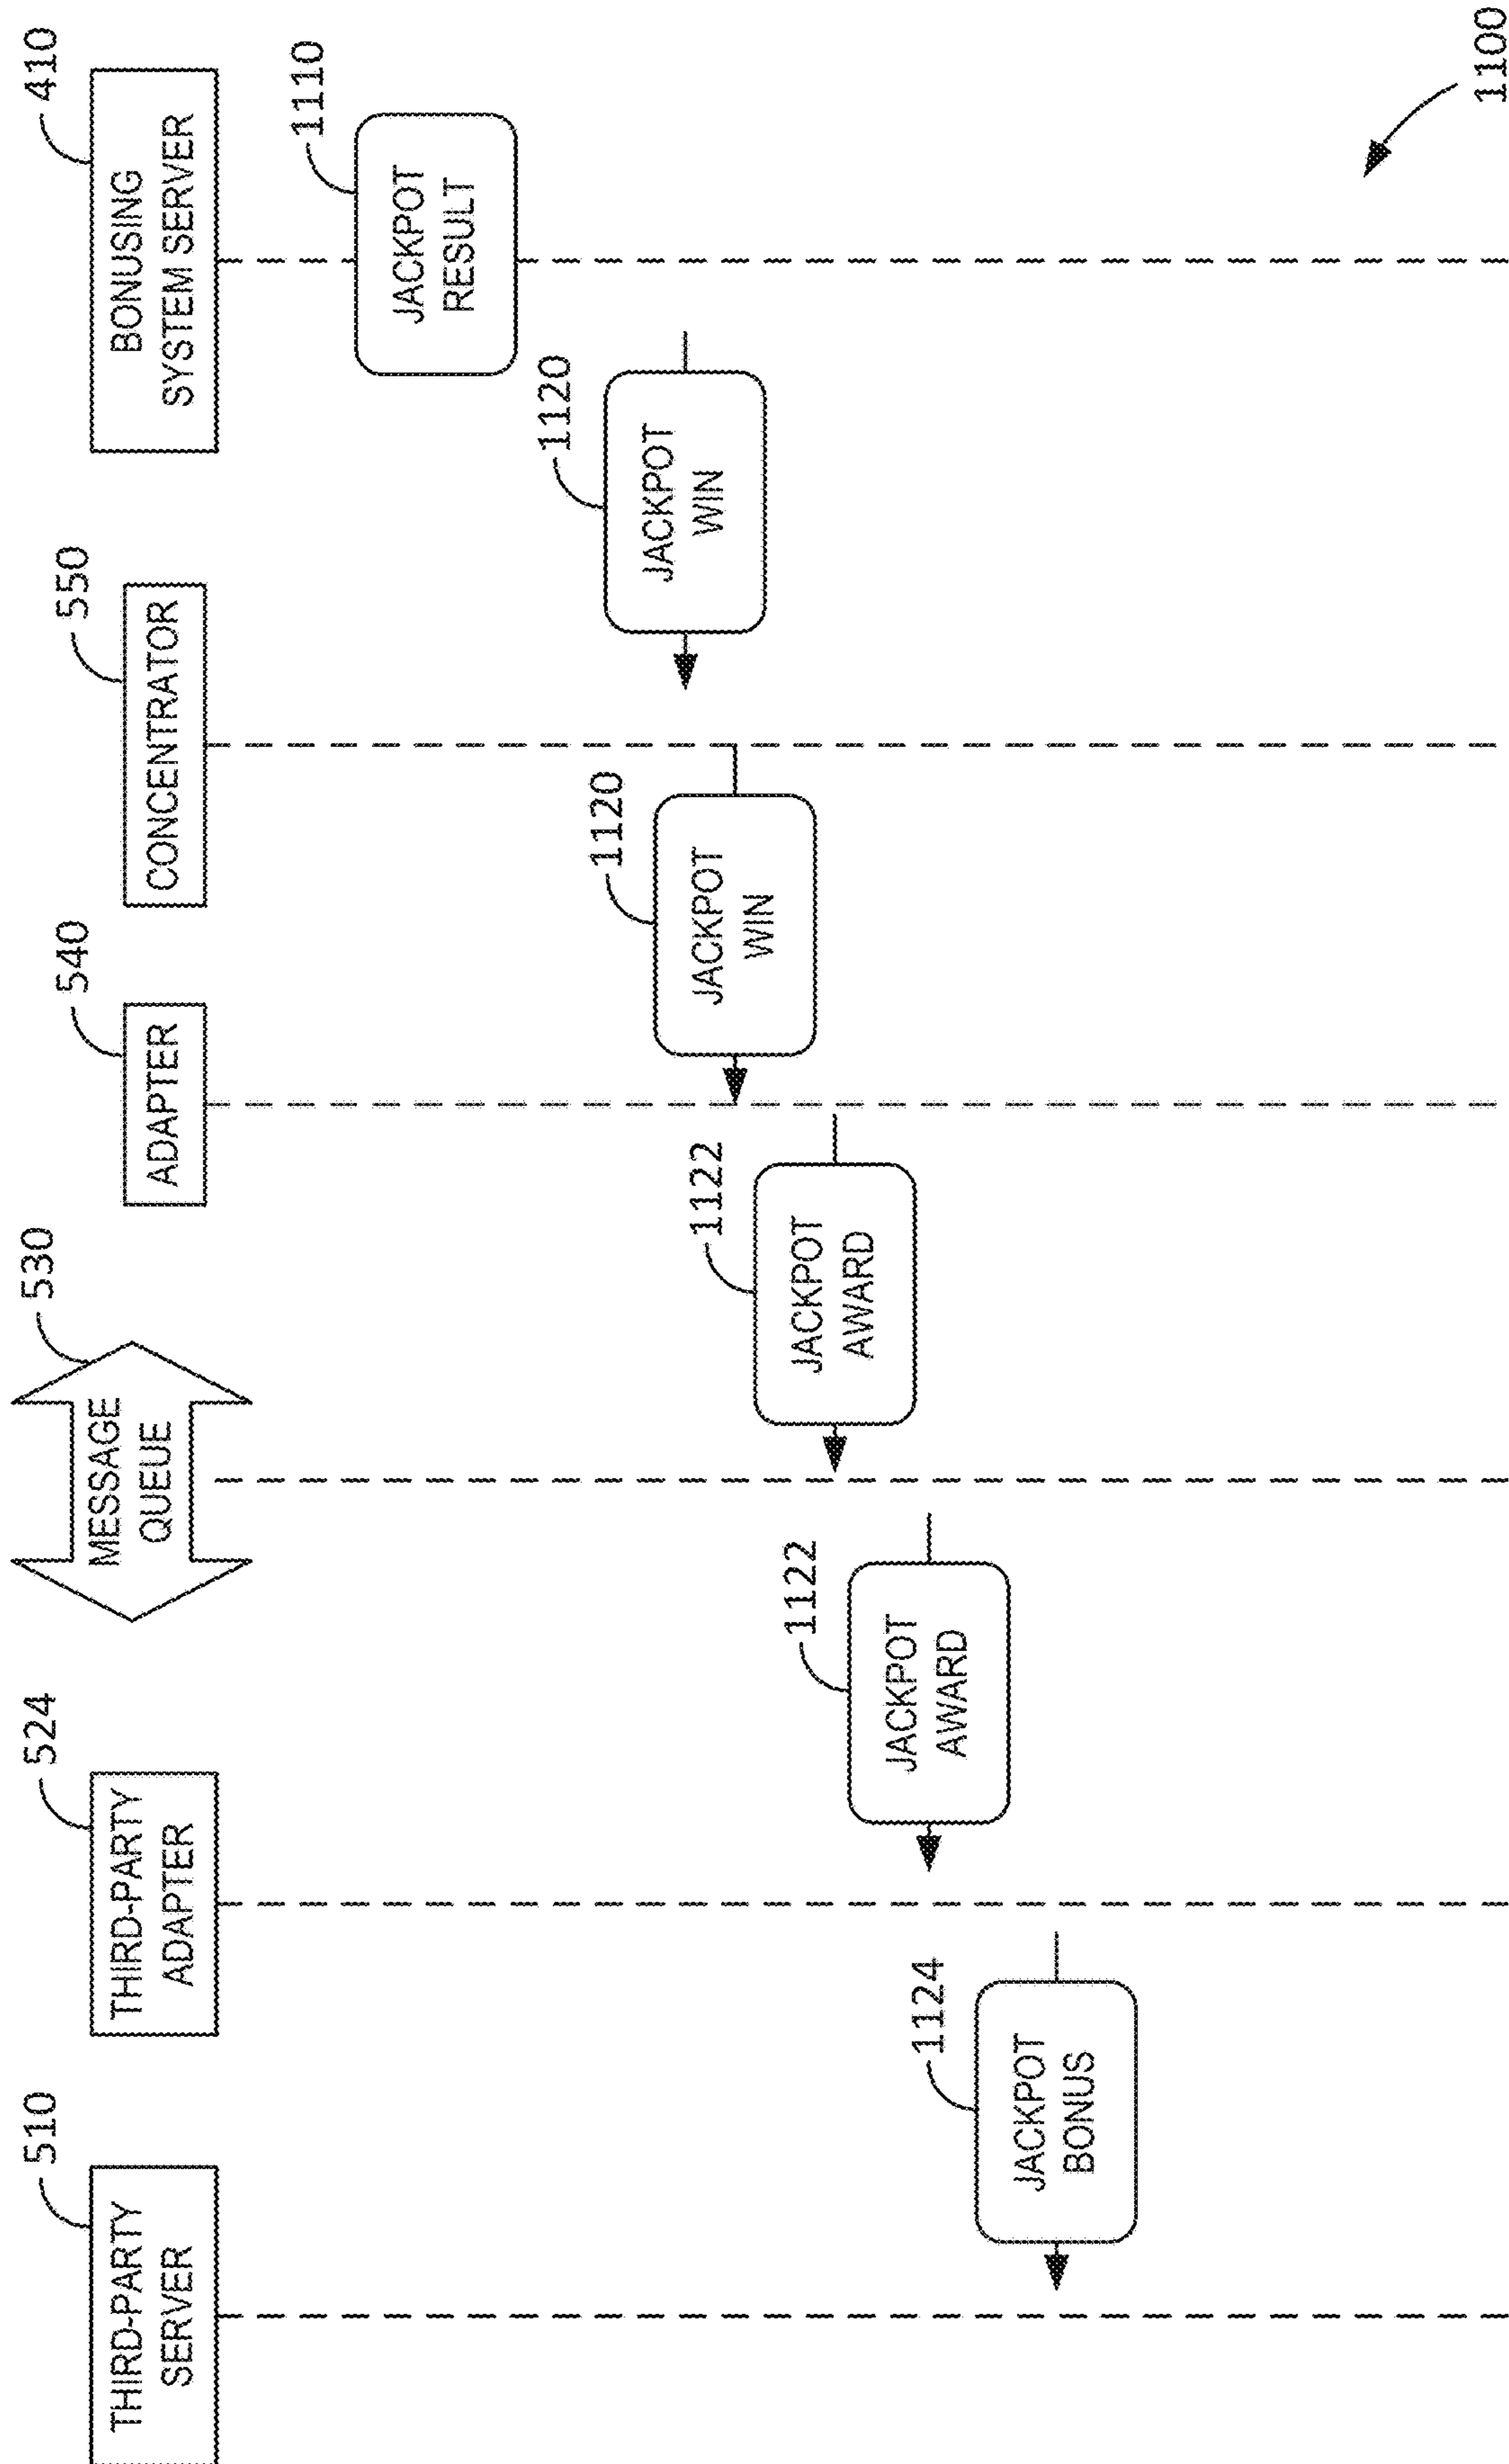 510
THIRD-PARTY
SERVER
524
THIRD-PARTY
ADAPTER
530
MESSAGE
QUEUE
540
ADAPTER
550
CONCENTRATOR
410
BONUSING
SYSTEM SERVER
1110
JACKPOT
RESULT
1120
JACKPOT
WIN
1120
JACKPOT
WIN
1122
JACKPOT
AWARD
1122
JACKPOT
AWARD
1124
JACKPOT
BONUS
1100